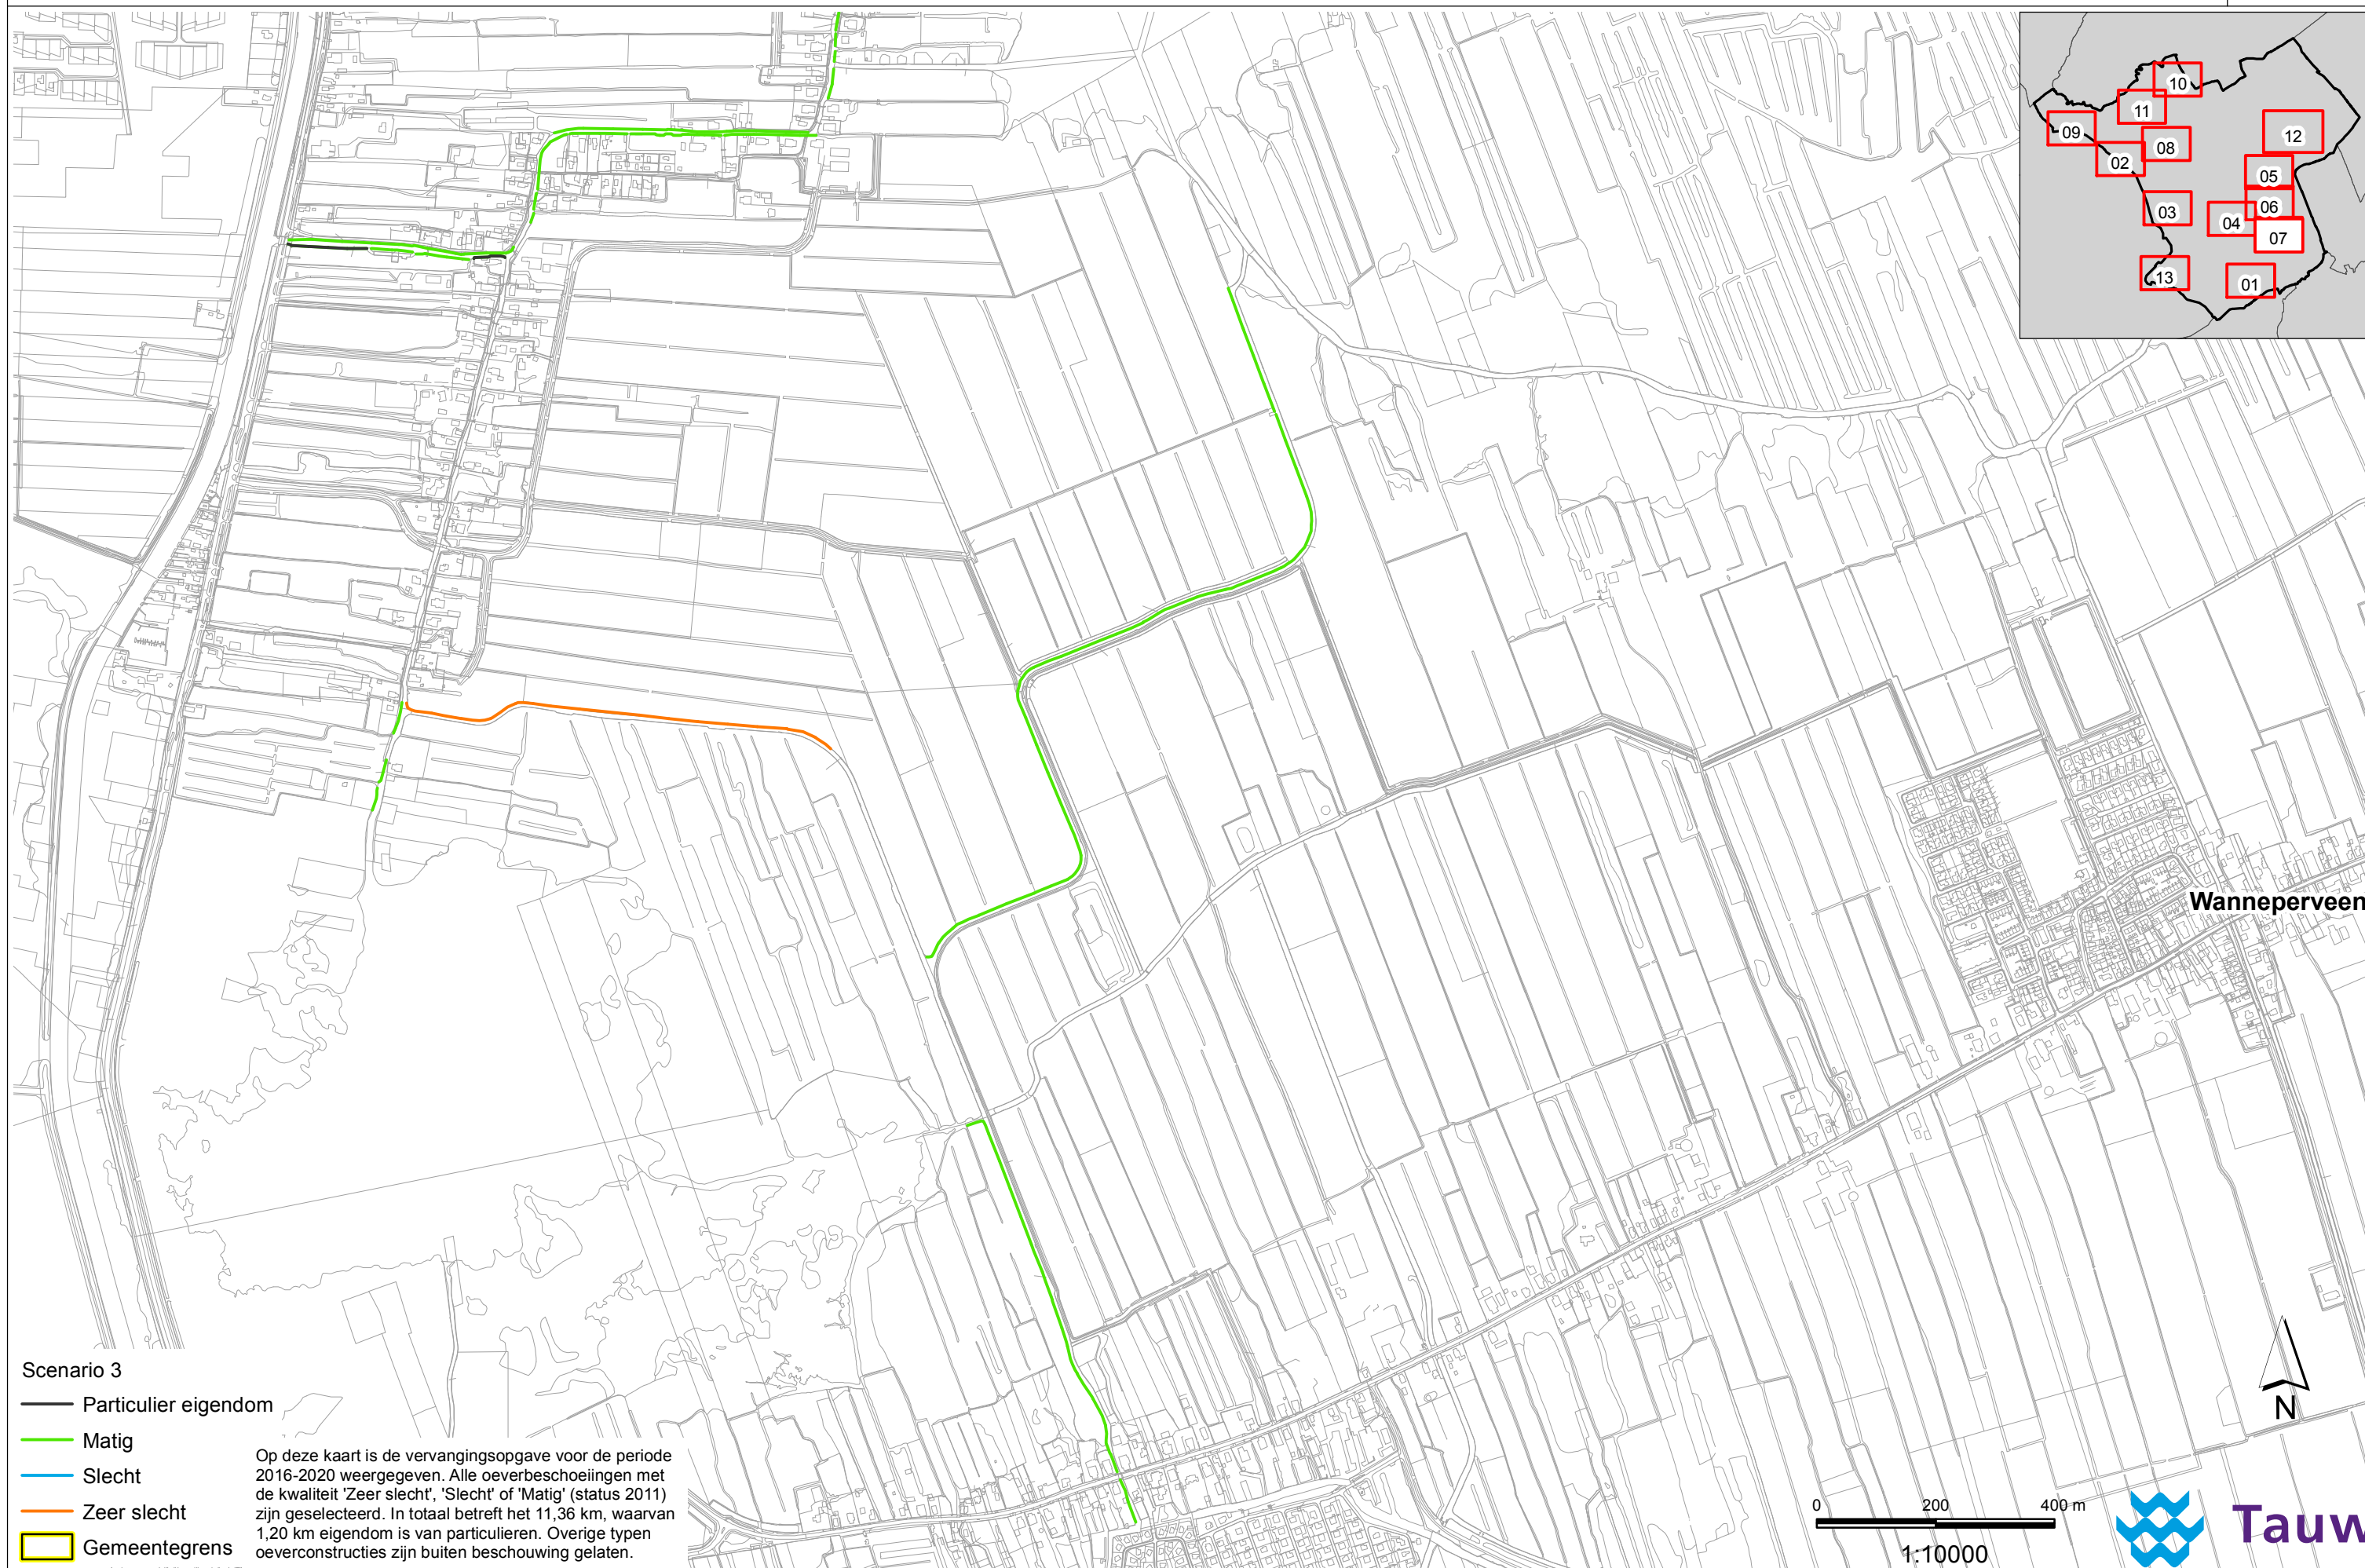 10
11
09
12
08
02
05
06
03
04
07
13
01
Wanneperveen
Scenario 3
Particulier eigendom
Matig
Slecht
Zeer slecht
Gemeentegrens
Op deze kaart is de vervangingsopgave voor de periode
2016-2020 weergegeven. Alle oeverbeschoeiingen met
de kwaliteit 'Zeer slecht', 'Slecht' of 'Matig' (status 2011)
zijn geselecteerd. In totaal betreft het 11,36 km, waarvan
1,20 km eigendom is van particulieren. Overige typen
oeverconstructies zijn buiten beschouwing gelaten.
N
0 200 400 m
1:10000
Tauw